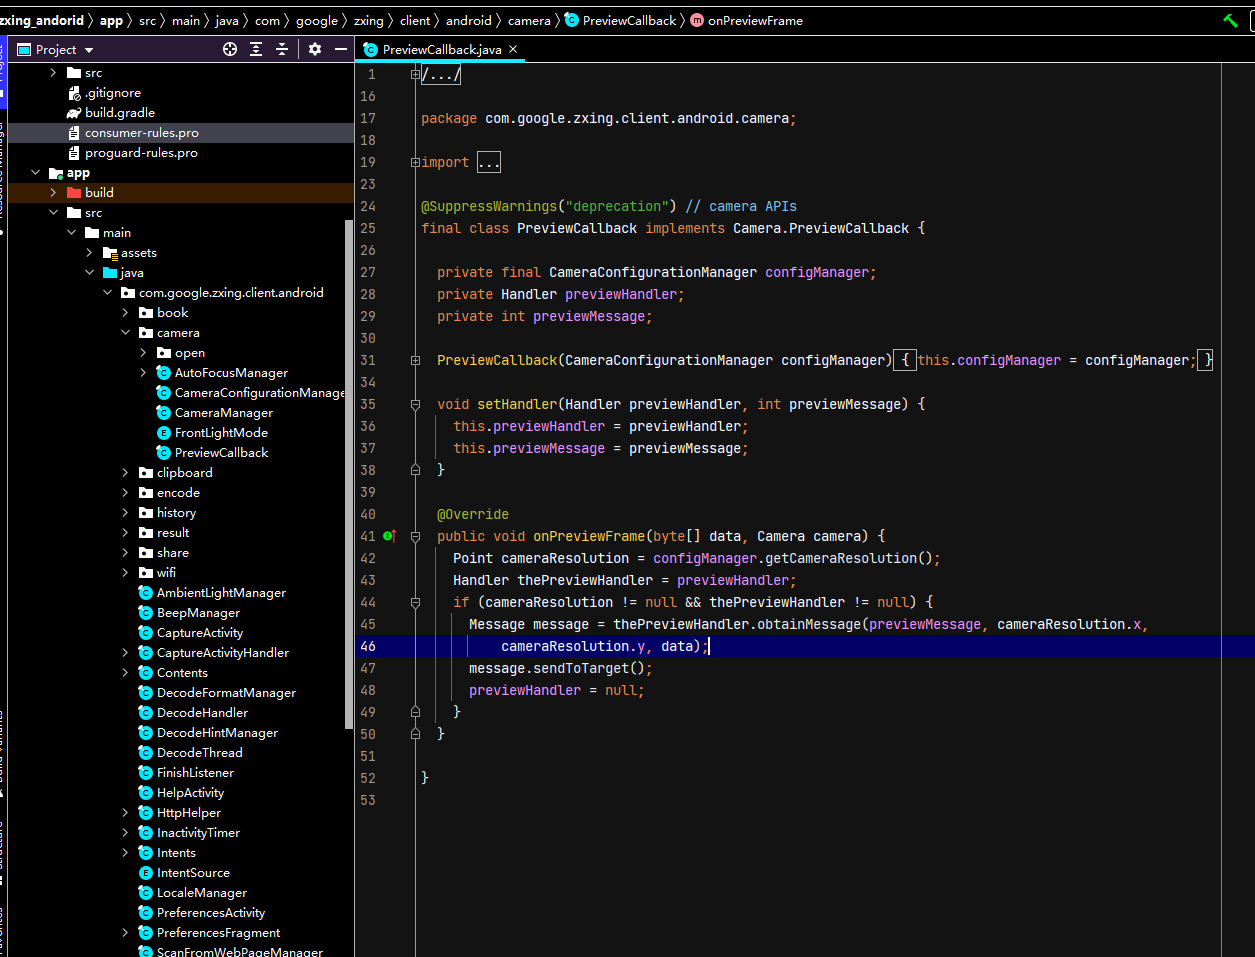 zxing_andorid 〉 app 〉 src 〉 main 〉 java 〉 com 〉 google 〉 zxing 〉 client 〉 android 〉 camera 〉 PreviewCallback 〉 onPreviewFrame
Project
src
.gitignore
build.gradle
consumer-rules.pro
proguard-rules.pro
app
build
src
main
assets
java
com.google.zxing.client.android
book
camera
open
AutoFocusManager
CameraConfigurationManage
CameraManager
FrontLightMode
PreviewCallback
clipboard
encode
history
result
share
wifi
AmbientLightManager
BeepManager
CaptureActivity
CaptureActivityHandler
Contents
DecodeFormatManager
DecodeHandler
DecodeHintManager
DecodeThread
FinishListener
HelpActivity
HttpHelper
InactivityTimer
Intents
IntentSource
LocaleManager
PreferencesActivity
PreferencesFragment
ScanFromWebPageManager
PreviewCallback.java ×
1 /.../
16
17 package com.google.zxing.client.android.camera;
18
19 import ...
23
24 @SuppressWarnings("deprecation") // camera APIs
25 final class PreviewCallback implements Camera.PreviewCallback {
26
27 private final CameraConfigurationManager configManager;
28 private Handler previewHandler;
29 private int previewMessage;
30
31 PreviewCallback(CameraConfigurationManager configManager) { this.configManager = configManager; }
34
35 void setHandler(Handler previewHandler, int previewMessage) {
36 this.previewHandler = previewHandler;
37 this.previewMessage = previewMessage;
38 }
39
40 @Override
41 public void onPreviewFrame(byte[] data, Camera camera) {
42 Point cameraResolution = configManager.getCameraResolution();
43 Handler thePreviewHandler = previewHandler;
44 if (cameraResolution != null && thePreviewHandler != null) {
45 Message message = thePreviewHandler.obtainMessage(previewMessage, cameraResolution.x,
46 cameraResolution.y, data);
47 message.sendToTarget();
48 previewHandler = null;
49 }
50 }
51
52 }
53